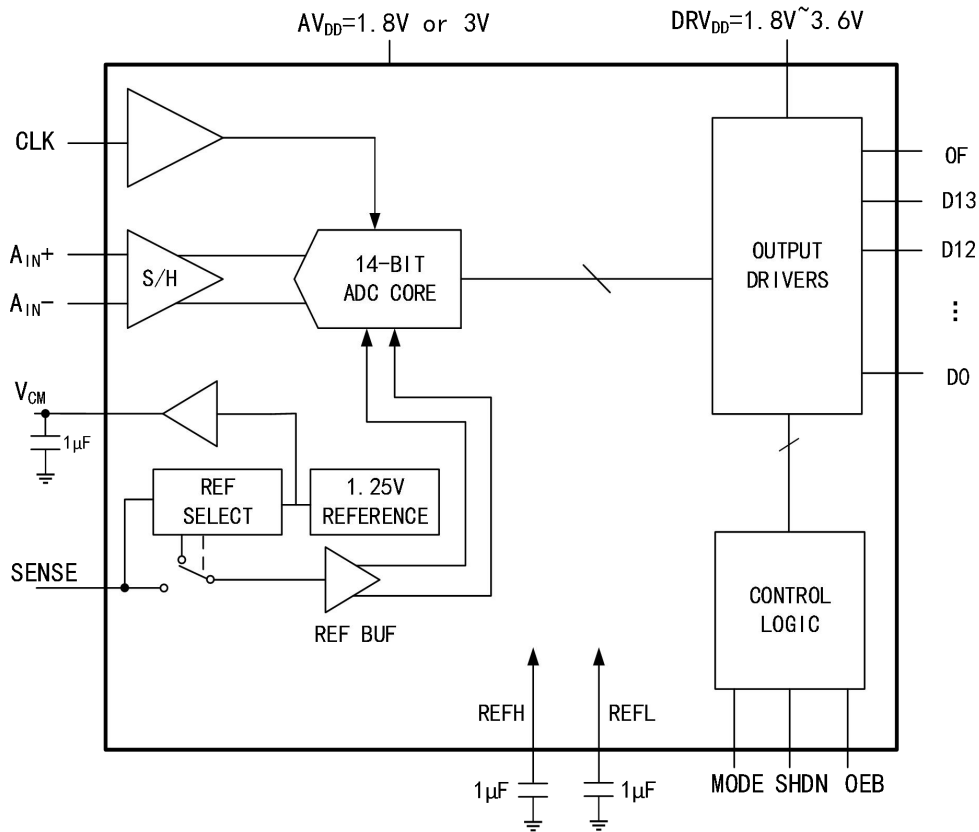 AVDD=1.8V or 3V
DRVDD=1.8V~3.6V
CLK
OF
D13
AIN+
D12
S/H
14-BIT
ADC CORE
OUTPUT
DRIVERS
AIN-
⋮
D0
VCM
1μF
REF
SELECT
1.25V
REFERENCE
SENSE
REF BUF
CONTROL
LOGIC
REFH
REFL
MODE
SHDN
OEB
1μF
1μF